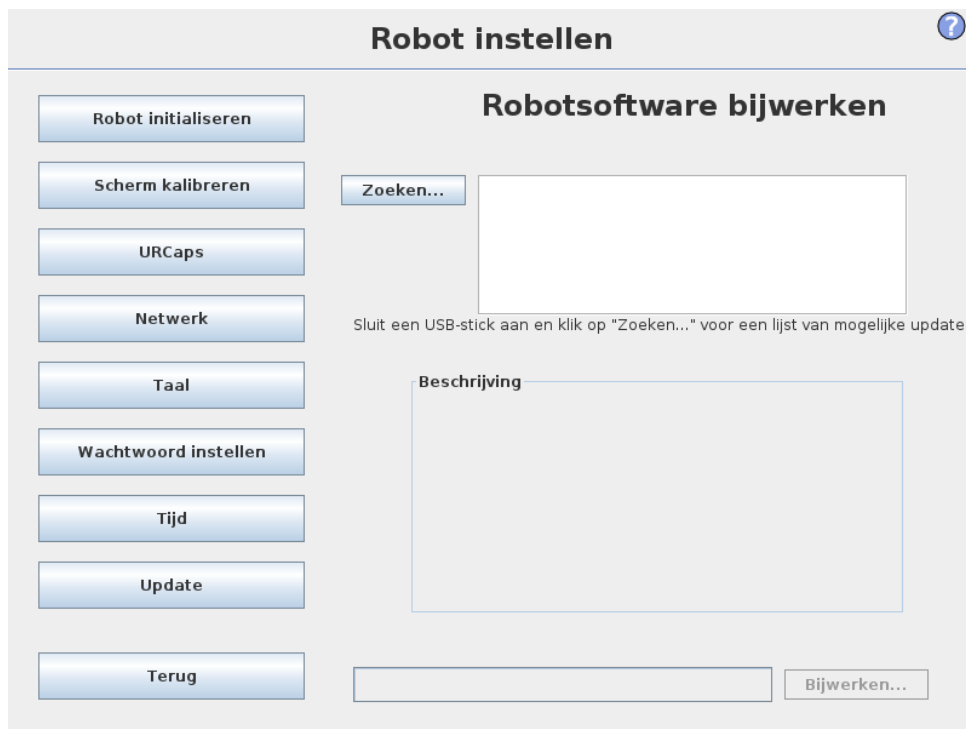 Robot instellen
?
Robot initialiseren
Scherm kalibreren
URCaps
Netwerk
Taal
Wachtwoord instellen
Tijd
Update
Terug
Robotsoftware bijwerken
Zoeken...
Sluit een USB-stick aan en klik op "Zoeken..." voor een lijst van mogelijke update
Beschrijving
Bijwerken...